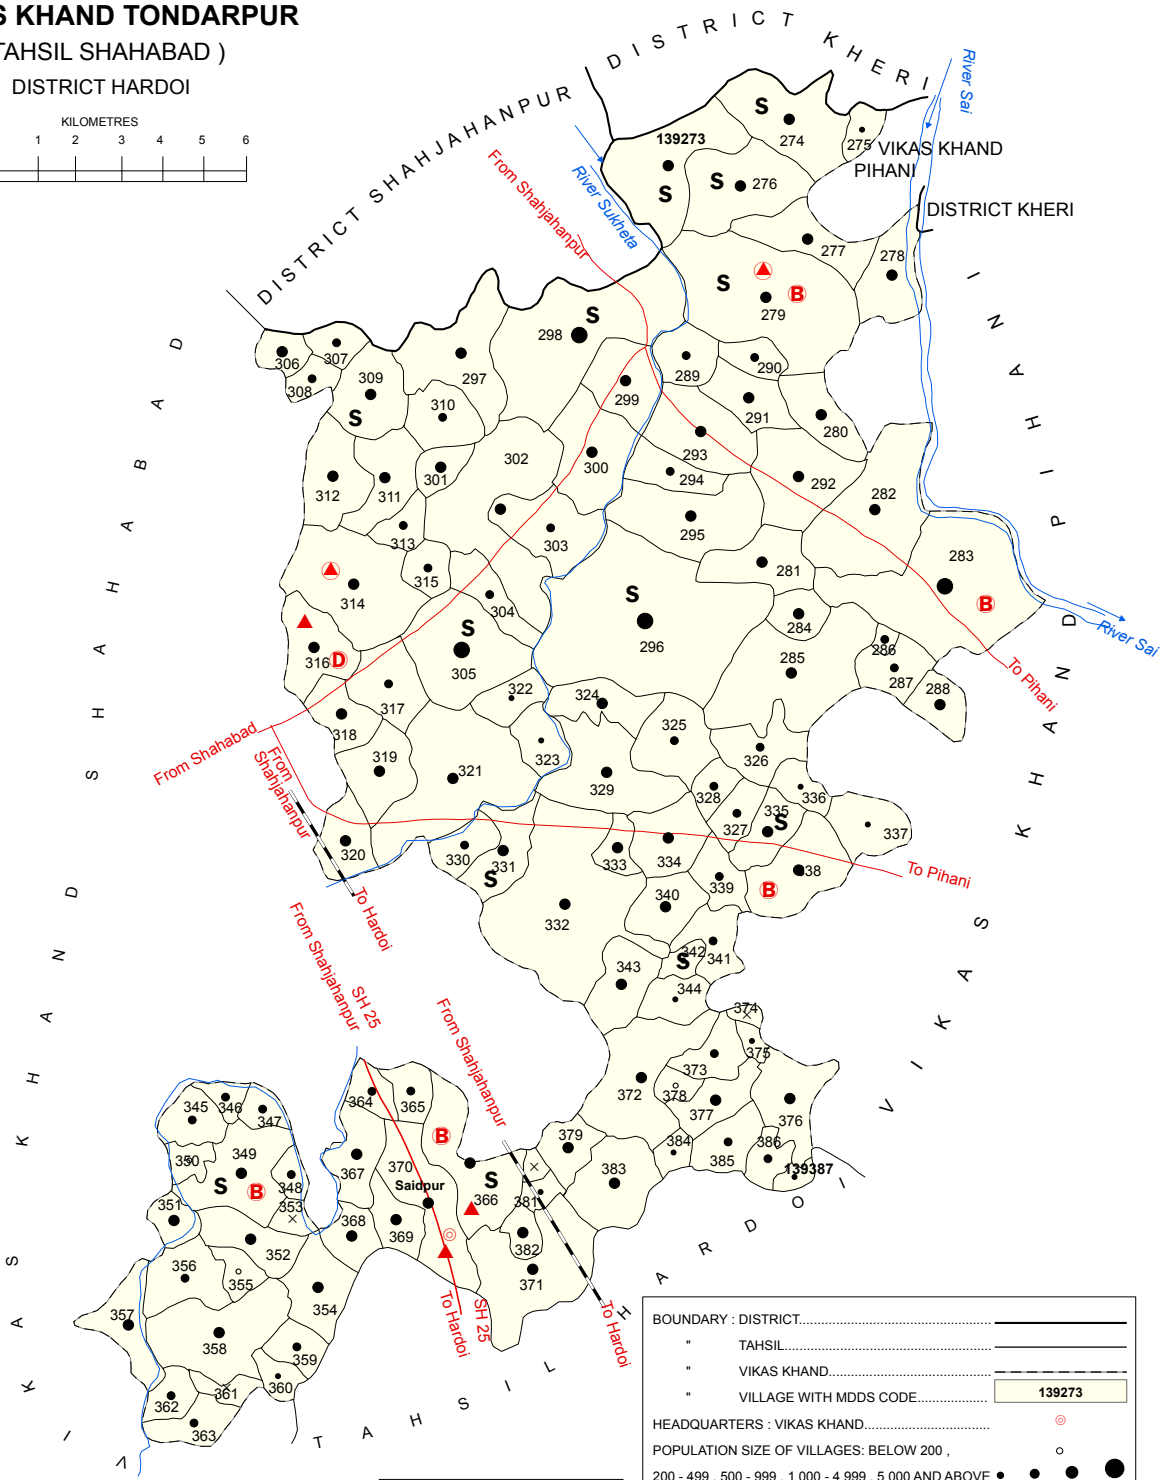 S KHAND TONDARPUR
TAHSIL SHAHABAD )
DISTRICT HARDOI
KILOMETRES
1 2 3 4 5 6
DISTRICT SHAHJAHANPUR
DISTRICT KHERI
River Sai
VIKAS KHAND
PIHANI
DISTRICT KHERI
From Shahjahanpur
River Sukheta
139273
S
274
S
275
276
S
277
278
279
S
B
280
281
282
283
B
284
285
286
287
288
289
290
291
292
293
294
295
296
S
297
298
S
299
300
301
302
303
304
305
S
306
307
308
309
S
310
311
312
313
314
315
316
D
317
318
319
320
321
322
323
324
325
326
327
328
329
330
331
S
332
333
334
335
S
336
337
338
B
339
340
341
342
S
343
344
River Sai
To Pihani
To Pihani
From Shahabad
From
Shahjahanpur
To Hardoi
From Shahjahanpur
SH 25
From Shahjahanpur
345
346
347
348
349
S
B
350
351
352
353
354
355
356
357
358
359
360
361
362
363
364
365
366
S
B
367
368
369
370
Saidpur
371
372
373
374
375
376
377
378
379
381
382
383
384
385
386
139387
To Hardoi
SH 25
To Hardoi
VIKAS KHAND SHAHABAD
VIKAS KHAND PIHANI
TAHSIL HARDOI
BOUNDARY : DISTRICT
" TAHSIL
" VIKAS KHAND
" VILLAGE WITH MDDS CODE 139273
HEADQUARTERS : VIKAS KHAND
POPULATION SIZE OF VILLAGES: BELOW 200 ,
200 - 499 , 500 - 999 , 1 000 - 4 999 , 5 000 AND ABOVE